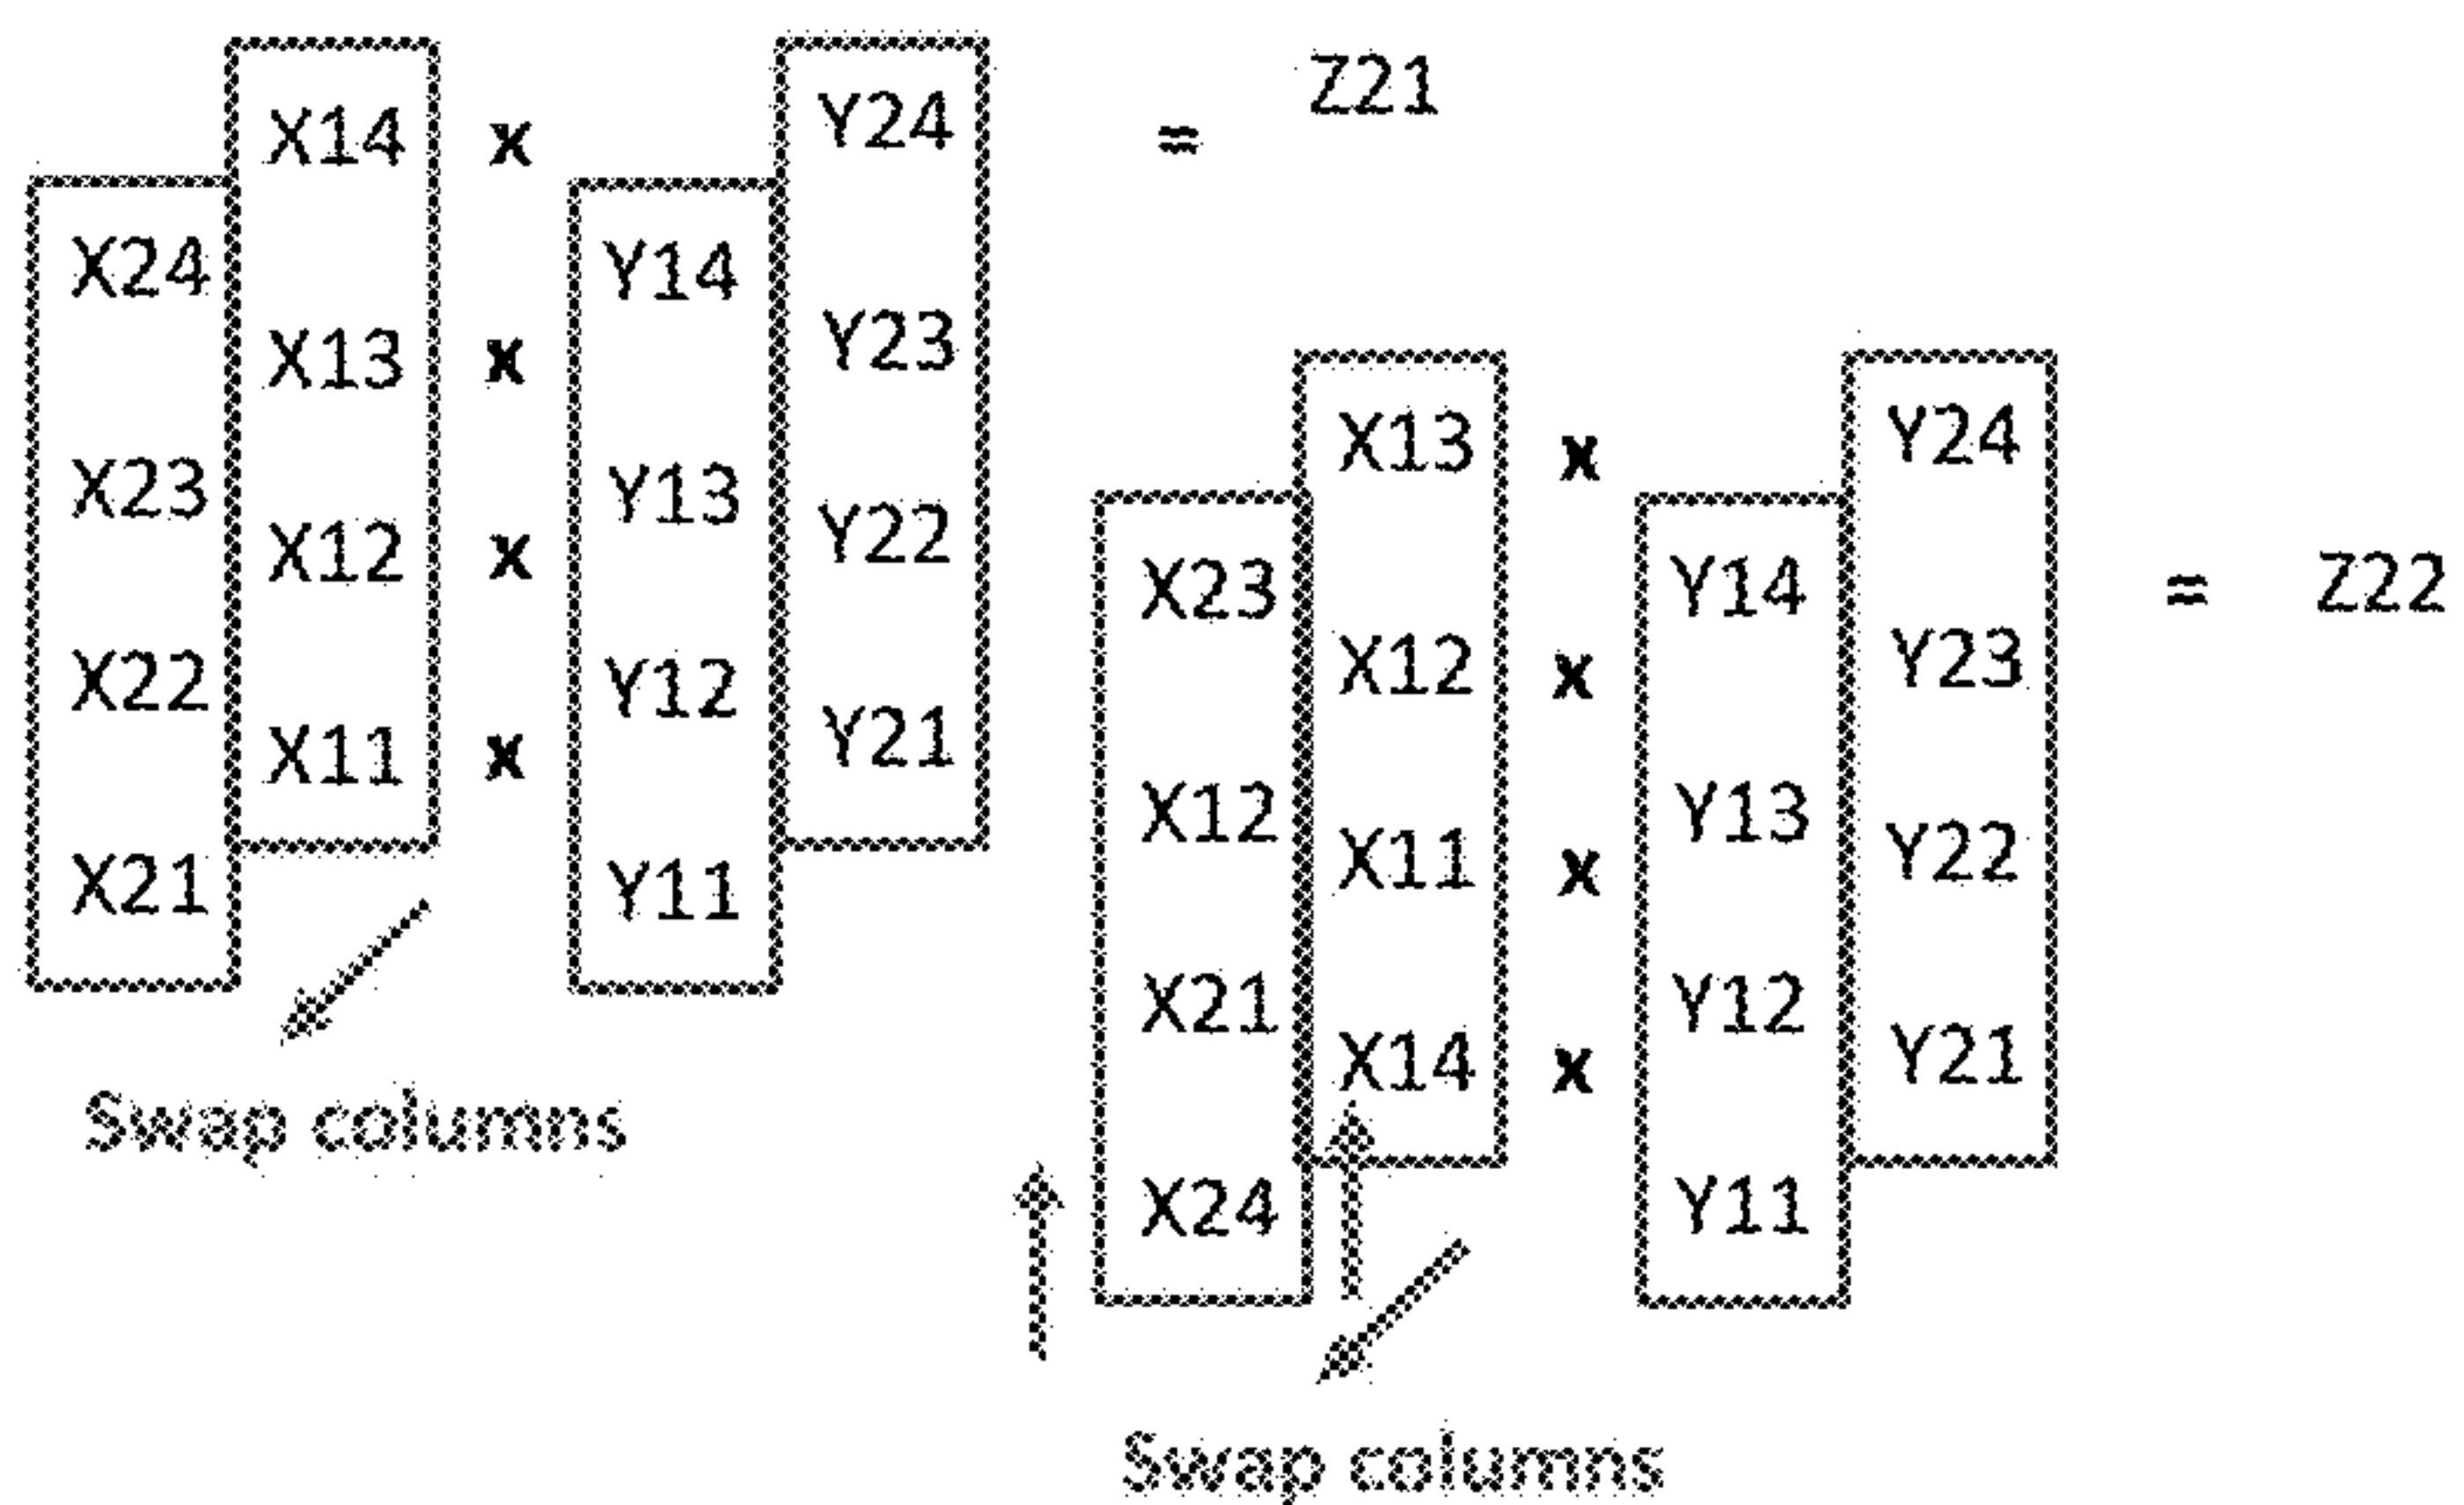 X14 x Y24 = Z21
X24 Y14
X13 x Y23
X23 Y13
X12 x Y22
X22 Y12
X11 x Y21
X21 Y11
Swap columns
X13 x Y24
X23 Y14 = Z22
X12 x Y23
X12 Y13
X11 x Y22
X21 Y12
X14 x Y21
X24 Y11
Swap columns